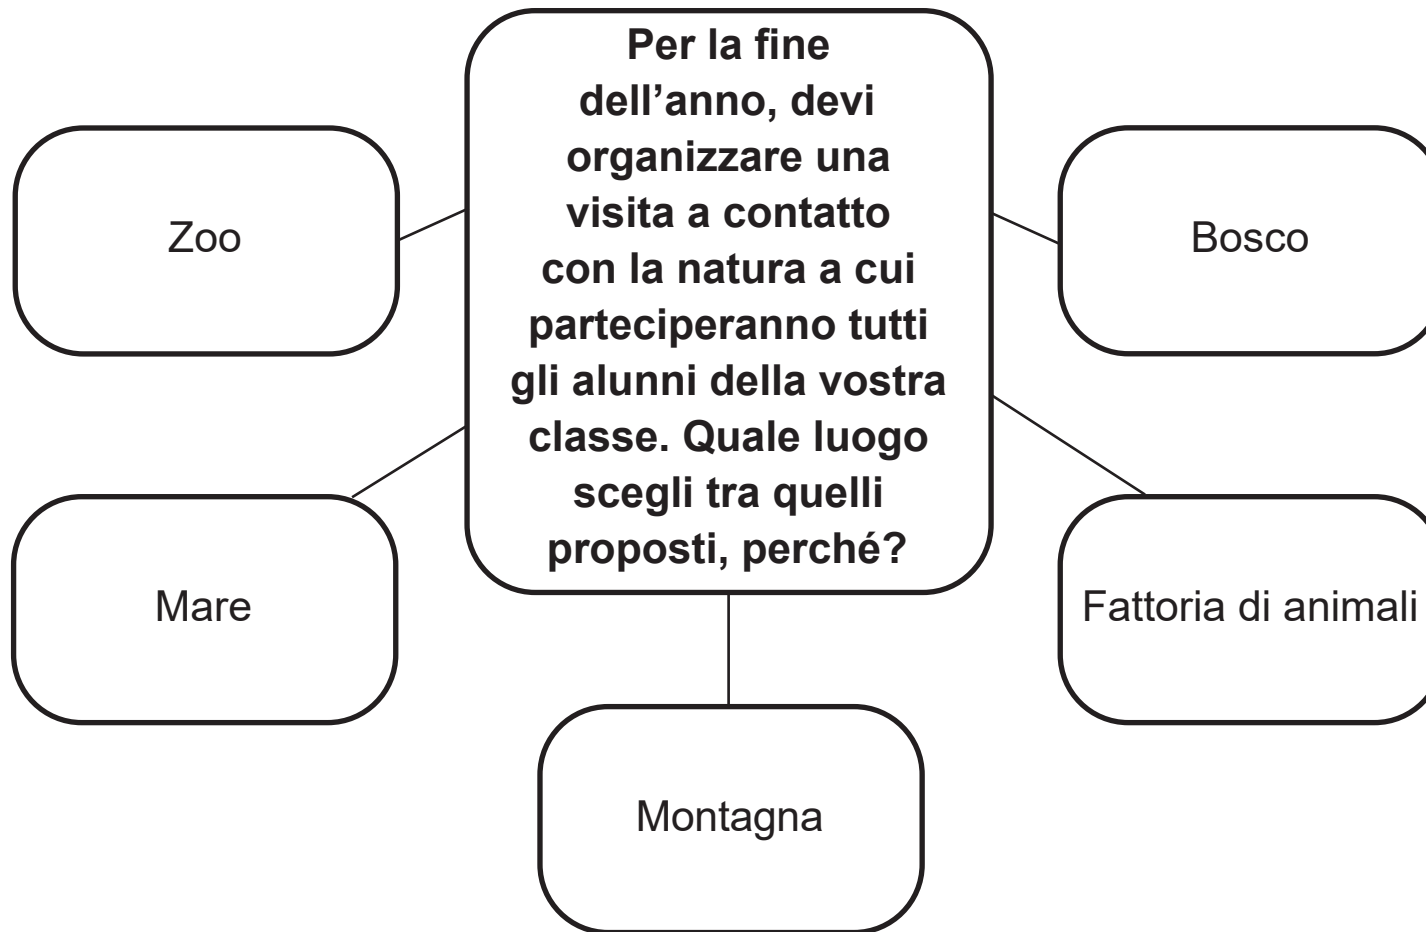 Per la fine
dell’anno, devi
organizzare una
visita a contatto
con la natura a cui
parteciperanno tutti
gli alunni della vostra
classe. Quale luogo
scegli tra quelli
proposti, perché?
Zoo
Bosco
Mare
Fattoria di animali
Montagna